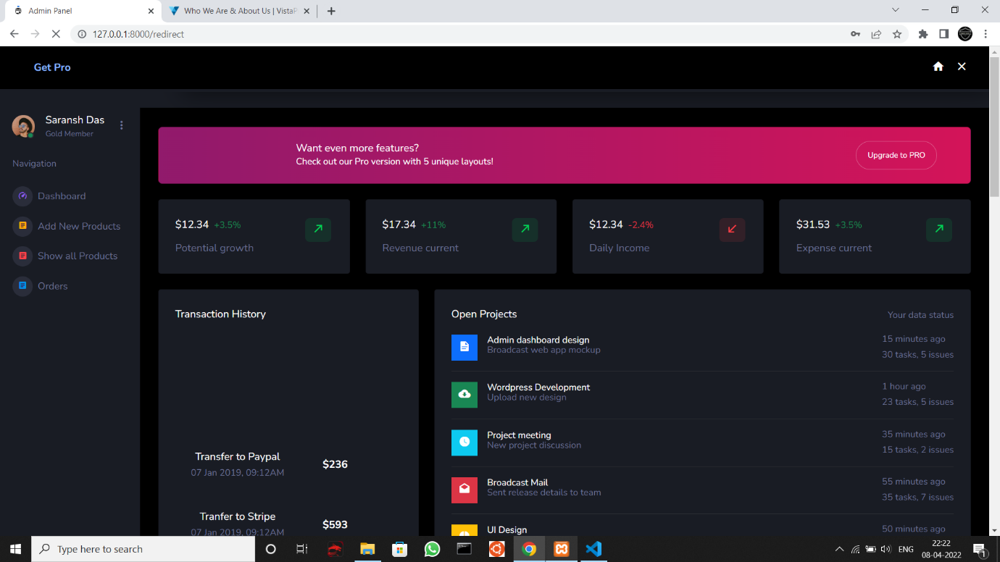 Admin Panel
Who We Are & About Us | VistaP
127.0.0.1:8000/redirect
Get Pro
Saransh Das
Gold Member
Navigation
Dashboard
Add New Products
Show all Products
Orders
Want even more features?
Check out our Pro version with 5 unique layouts!
Upgrade to PRO
$12.34 +3.5%
Potential growth
$17.34 +11%
Revenue current
$12.34 -2.4%
Daily Income
$31.53 +3.5%
Expense current
Transaction History
Transfer to Paypal
07 Jan 2019, 09:12AM
$236
Tranfer to Stripe
07 Jan 2019, 09:12AM
$593
Open Projects
Your data status
Admin dashboard design
Broadcast web app mockup
15 minutes ago
30 tasks, 5 issues
Wordpress Development
Upload new design
1 hour ago
23 tasks, 5 issues
Project meeting
New project discussion
35 minutes ago
15 tasks, 2 issues
Broadcast Mail
Sent release details to team
55 minutes ago
35 tasks, 7 issues
UI Design
50 minutes ago
Type here to search
ENG
22:22
08-04-2022
1